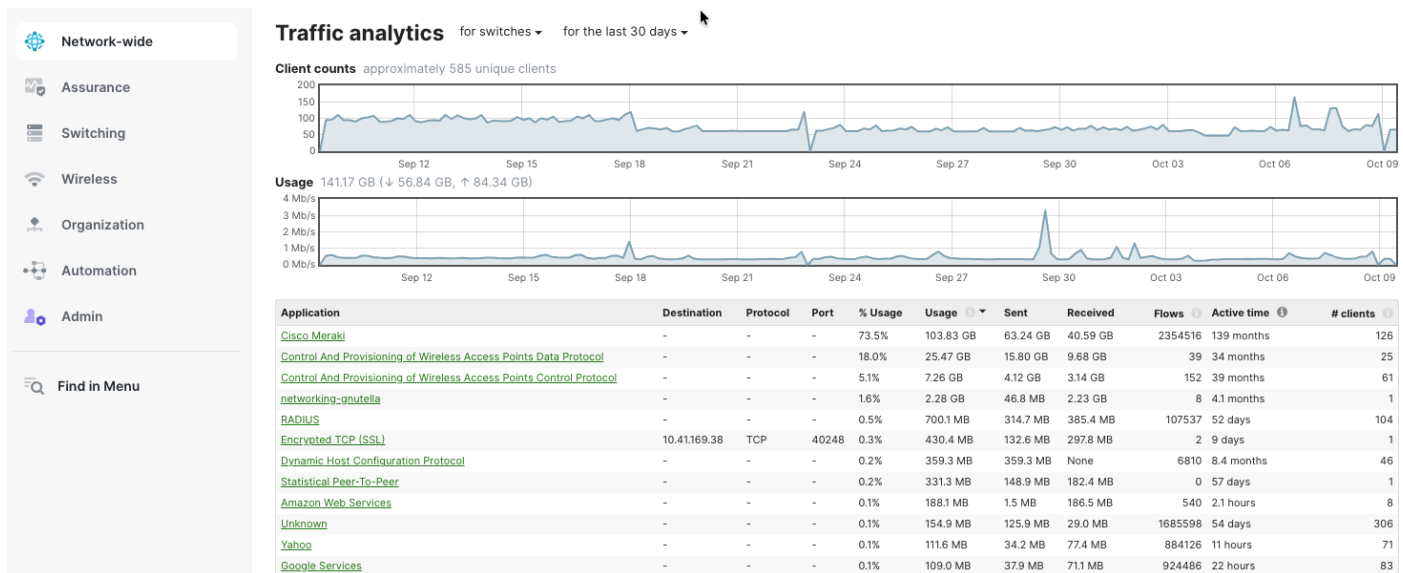 Network-wide
Assurance
Switching
Wireless
Organization
Automation
Admin
Find in Menu
Traffic analytics for switches for the last 30 days
Client counts approximately 585 unique clients
200
150
100
50
0
Sep 12 Sep 15 Sep 18 Sep 21 Sep 24 Sep 27 Sep 30 Oct 03 Oct 06 Oct 09
Usage 141.17 GB (↓ 56.84 GB, ↑ 84.34 GB)
4 Mb/s
3 Mb/s
2 Mb/s
1 Mb/s
0 Mb/s
Sep 12 Sep 15 Sep 18 Sep 21 Sep 24 Sep 27 Sep 30 Oct 03 Oct 06 Oct 09
Application Destination Protocol Port % Usage Usage Sent Received Flows Active time # clients
Cisco Meraki - - - 73.5% 103.83 GB 63.24 GB 40.59 GB 2354516 139 months 126
Control And Provisioning of Wireless Access Points Data Protocol - - - 18.0% 25.47 GB 15.80 GB 9.68 GB 39 34 months 25
Control And Provisioning of Wireless Access Points Control Protocol - - - 5.1% 7.26 GB 4.12 GB 3.14 GB 152 39 months 61
networking-gnutella - - - 1.6% 2.28 GB 46.8 MB 2.23 GB 8 4.1 months 1
RADIUS - - - 0.5% 700.1 MB 314.7 MB 385.4 MB 107537 52 days 104
Encrypted TCP (SSL) 10.41.169.38 TCP 40248 0.3% 430.4 MB 132.6 MB 297.8 MB 2 9 days 1
Dynamic Host Configuration Protocol - - - 0.2% 359.3 MB 359.3 MB None 6810 8.4 months 46
Statistical Peer-To-Peer - - - 0.2% 331.3 MB 148.9 MB 182.4 MB 0 57 days 1
Amazon Web Services - - - 0.1% 188.1 MB 1.5 MB 186.5 MB 540 2.1 hours 8
Unknown - - - 0.1% 154.9 MB 125.9 MB 29.0 MB 1685598 54 days 306
Yahoo - - - 0.1% 111.6 MB 34.2 MB 77.4 MB 884126 11 hours 71
Google Services - - - 0.1% 109.0 MB 37.9 MB 71.1 MB 924486 22 hours 83